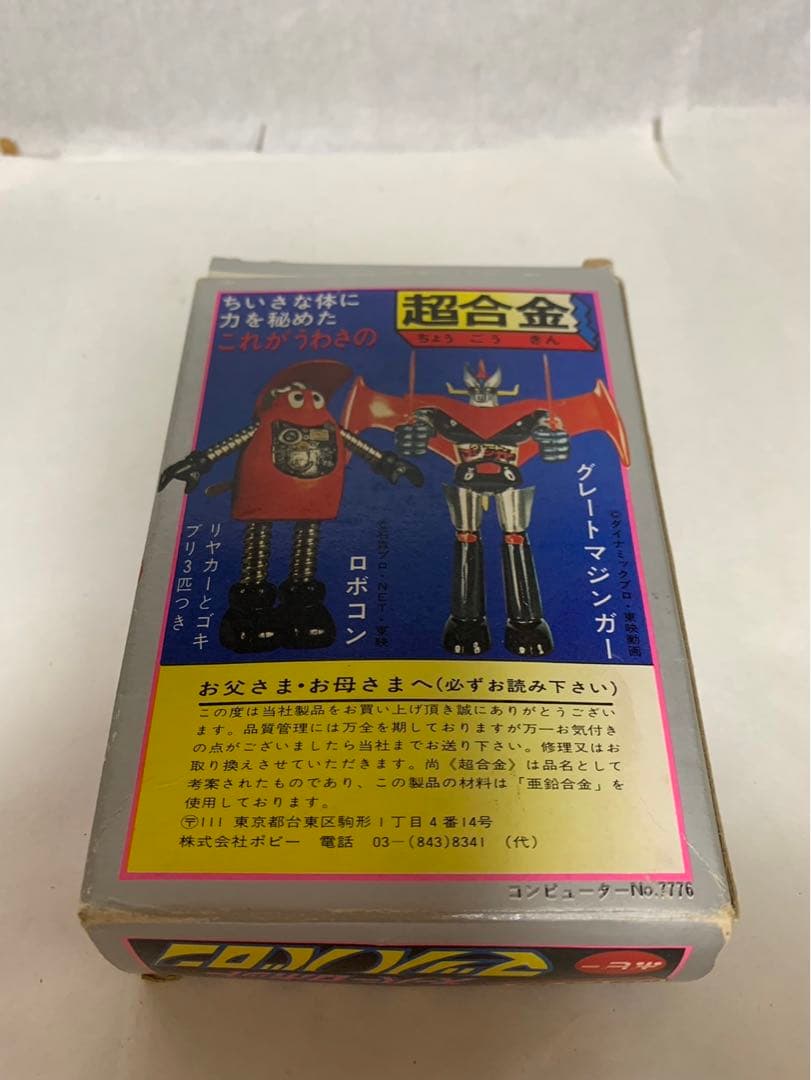 ちいさな体に
力を秘めた
これがうわさの
超合金
ちょう ごう きん
グレートマジンガー
©ダイナミックプロ・東映動画
ロボコン
©石森プロ・NET・東映
リヤカーとゴキ
ブリ3匹つき
お父さま・お母さまへ(必ずお読み下さい)
この度は当社製品をお買い上げ頂き誠にありがとうござい
ます。品質管理には万全を期しておりますが万一お気付き
の点がございましたら当社までお送り下さい。修理又はお
取り換えさせていただきます。尚《超合金》は品名として
考案されたものであり、この製品の材料は「亜鉛合金」を
使用しております。
〒111 東京都台東区駒形1丁目4番14号
株式会社ポピー 電話 03-(843)8341 (代)
コンピューターNo.7776